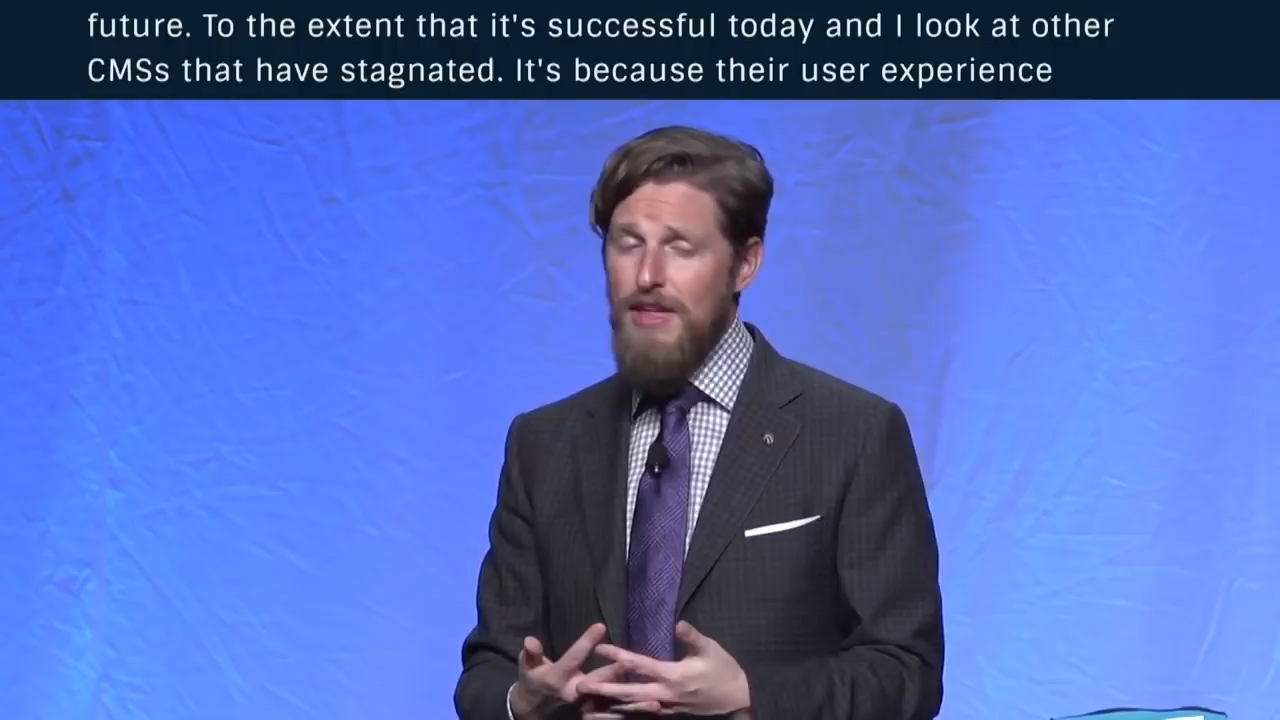 future. To the extent that it's successful today and I look at other
CMSs that have stagnated. It's because their user experience